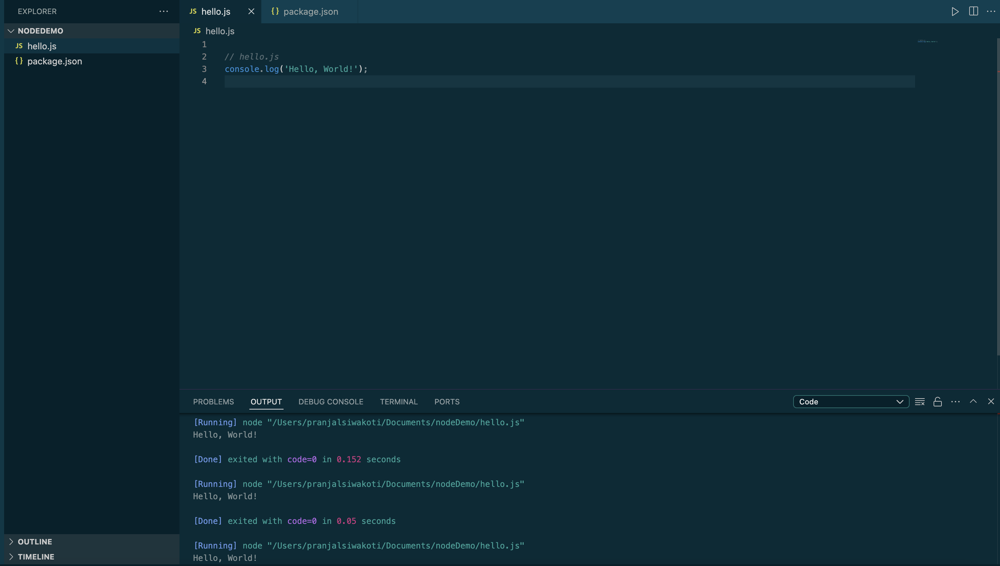 EXPLORER
NODEDEMO
JS hello.js
{} package.json
OUTLINE
TIMELINE
JS hello.js
{} package.json
JS hello.js
1
2 // hello.js
3 console.log('Hello, World!');
4
PROBLEMS OUTPUT DEBUG CONSOLE TERMINAL PORTS Code
[Running] node "/Users/pranjalsiwakoti/Documents/nodeDemo/hello.js"
Hello, World!
[Done] exited with code=0 in 0.152 seconds
[Running] node "/Users/pranjalsiwakoti/Documents/nodeDemo/hello.js"
Hello, World!
[Done] exited with code=0 in 0.05 seconds
[Running] node "/Users/pranjalsiwakoti/Documents/nodeDemo/hello.js"
Hello, World!